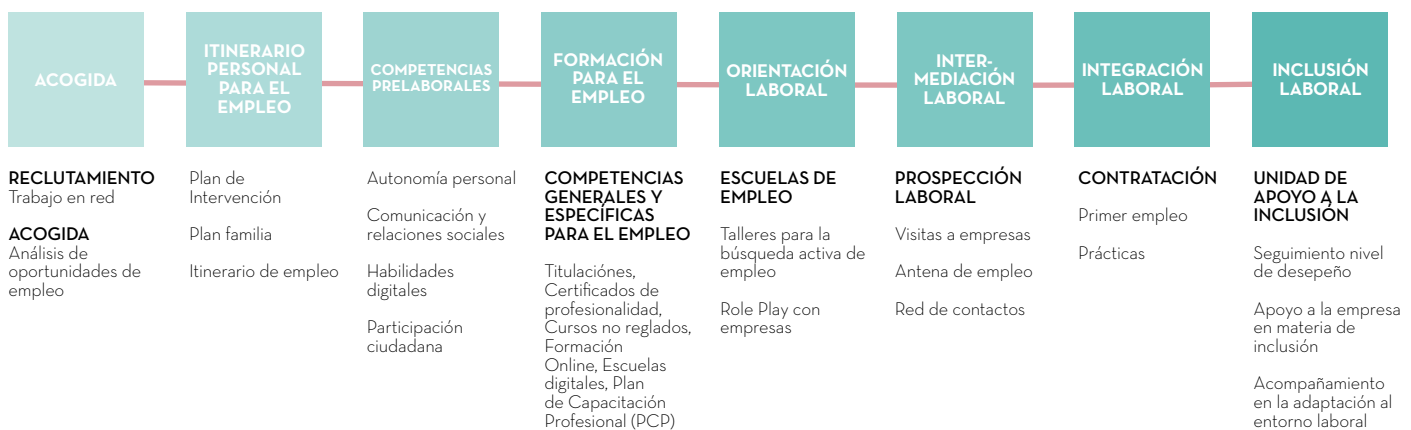 ACOGIDA
ITINERARIO
PERSONAL
PARA EL
EMPLEO
COMPETENCIAS
PRELABORALES
FORMACIÓN
PARA EL
EMPLEO
ORIENTACIÓN
LABORAL
INTER-
MEDIACIÓN
LABORAL
INTEGRACIÓN
LABORAL
INCLUSIÓN
LABORAL
RECLUTAMIENTO
Trabajo en red
ACOGIDA
Análisis de
oportunidades de
empleo
Plan de
Intervención
Plan familia
Itinerario de empleo
Autonomía personal
Comunicación y
relaciones sociales
Habilidades
digitales
Participación
ciudadana
COMPETENCIAS
GENERALES Y
ESPECÍFICAS
PARA EL EMPLEO
Titulaciónes,
Certificados de
profesionalidad,
Cursos no reglados,
Formación
Online, Escuelas
digitales, Plan
de Capacitación
Profesional (PCP)
ESCUELAS DE
EMPLEO
Talleres para la
búsqueda activa de
empleo
Role Play con
empresas
PROSPECCIÓN
LABORAL
Visitas a empresas
Antena de empleo
Red de contactos
CONTRATACIÓN
Primer empleo
Prácticas
UNIDAD DE
APOYO A LA
INCLUSIÓN
Seguimiento nivel
de desepeño
Apoyo a la empresa
en materia de
inclusión
Acompañamiento
en la adaptación al
entorno laboral